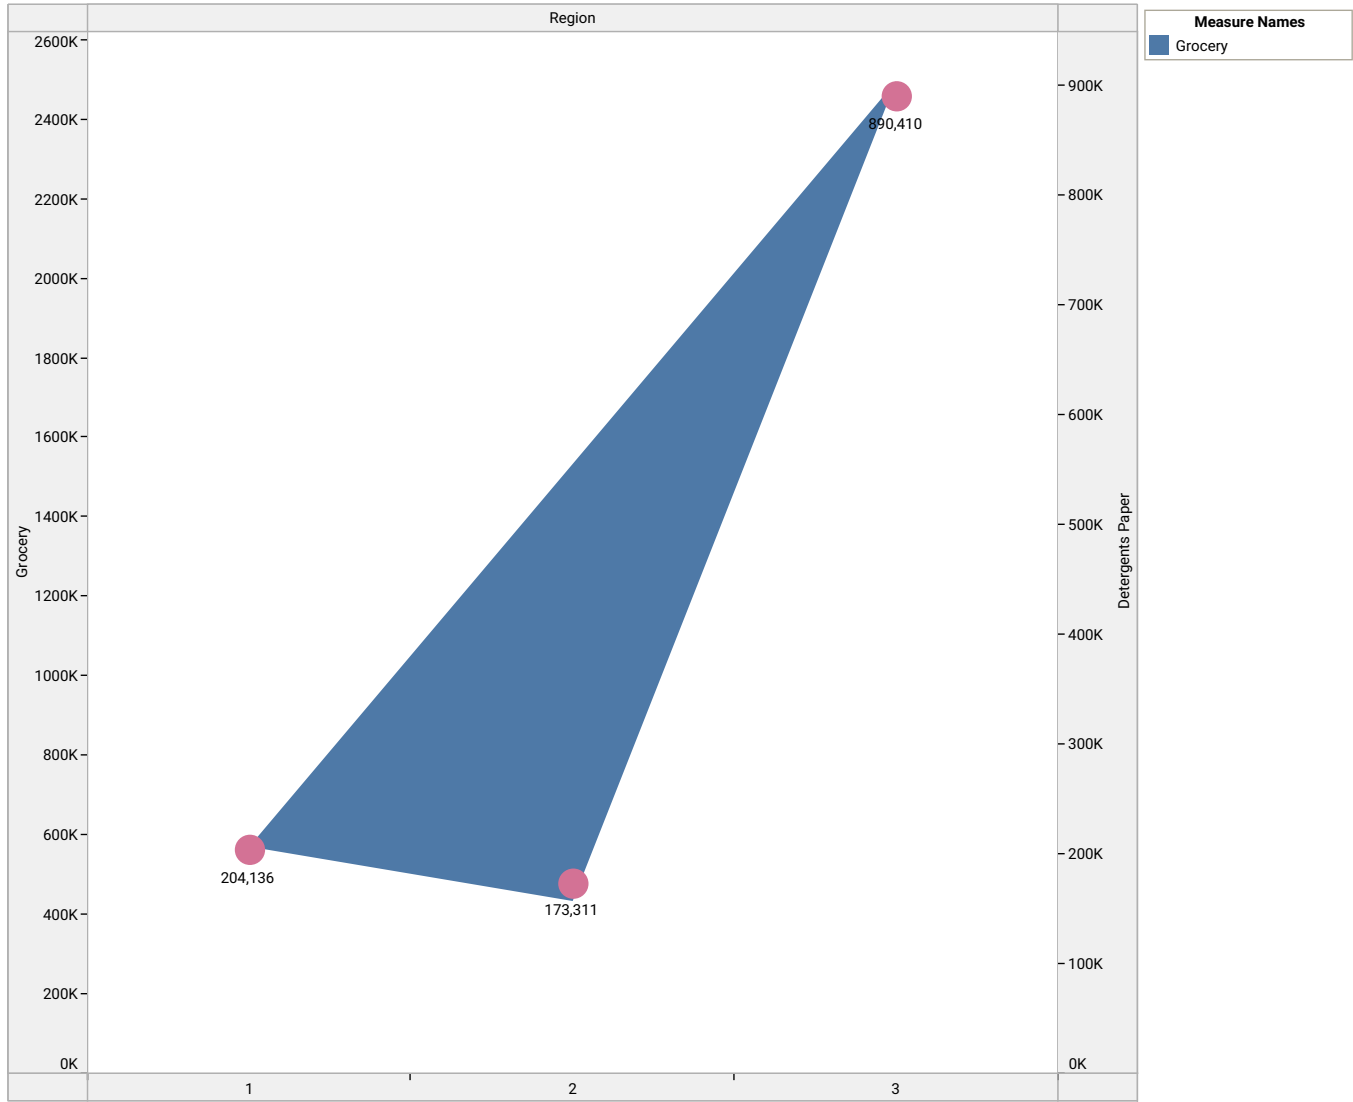 Region
Measure Names
Grocery
2600K
2400K
2200K
2000K
1800K
1600K
1400K
1200K
1000K
800K
600K
400K
200K
0K
Grocery
890,410
204,136
173,311
900K
800K
700K
600K
500K
400K
300K
200K
100K
0K
Detergents Paper
1
2
3